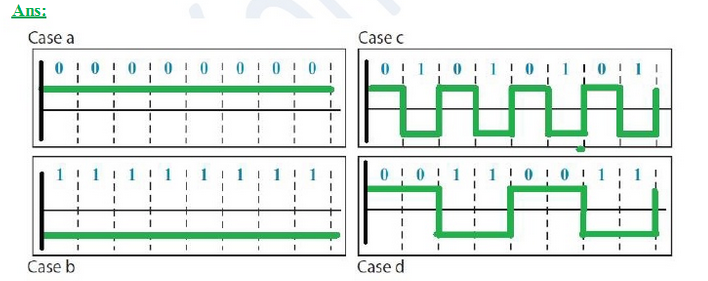 Ans:
Case a
0 0 0 0 0 0 0 0
Case c
0 1 0 1 0 1 0 1
1 1 1 1 1 1 1 1
Case b
0 0 1 1 0 0 1 1
Case d